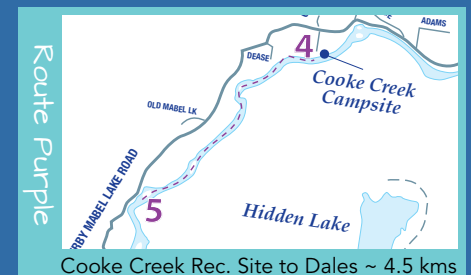 Route Purple
ADAMS
4
DEASE
Cooke Creek
Campsite
OLD MABEL LK
RBY MABEL LAKE ROAD
5
Hidden Lake
Cooke Creek Rec. Site to Dales ~ 4.5 kms